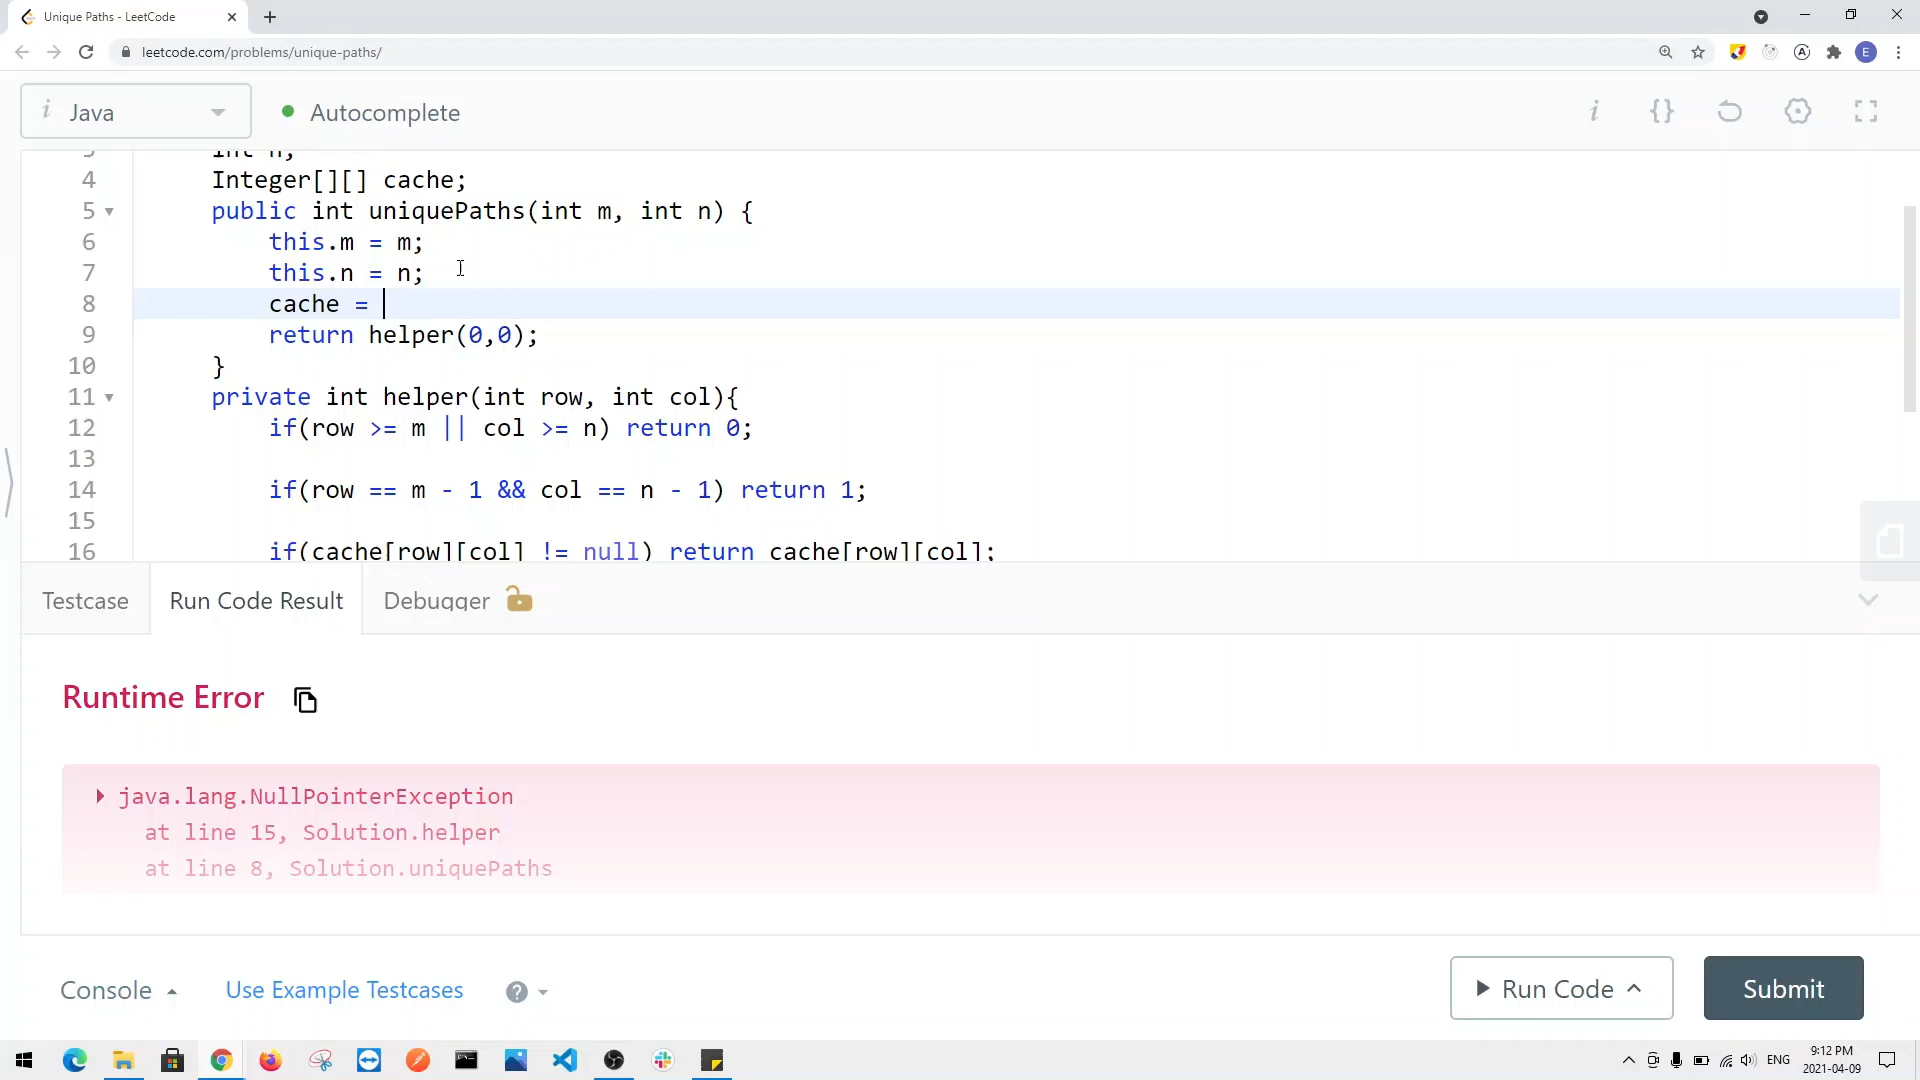 Unique Paths - LeetCode
leetcode.com/problems/unique-paths/
E
i Java
Autocomplete
i {}
3 int n;
4 Integer[][] cache;
5 public int uniquePaths(int m, int n) {
6 this.m = m;
7 this.n = n;
8 cache =
9 return helper(0,0);
10 }
11 private int helper(int row, int col){
12 if(row >= m || col >= n) return 0;
13
14 if(row == m - 1 && col == n - 1) return 1;
15
16 if(cache[row][col] != null) return cache[row][col];
Testcase
Run Code Result
Debugger
Runtime Error
java.lang.NullPointerException
at line 15, Solution.helper
at line 8, Solution.uniquePaths
Console
Use Example Testcases
?
Run Code
Submit
ENG
9:12 PM
2021-04-09